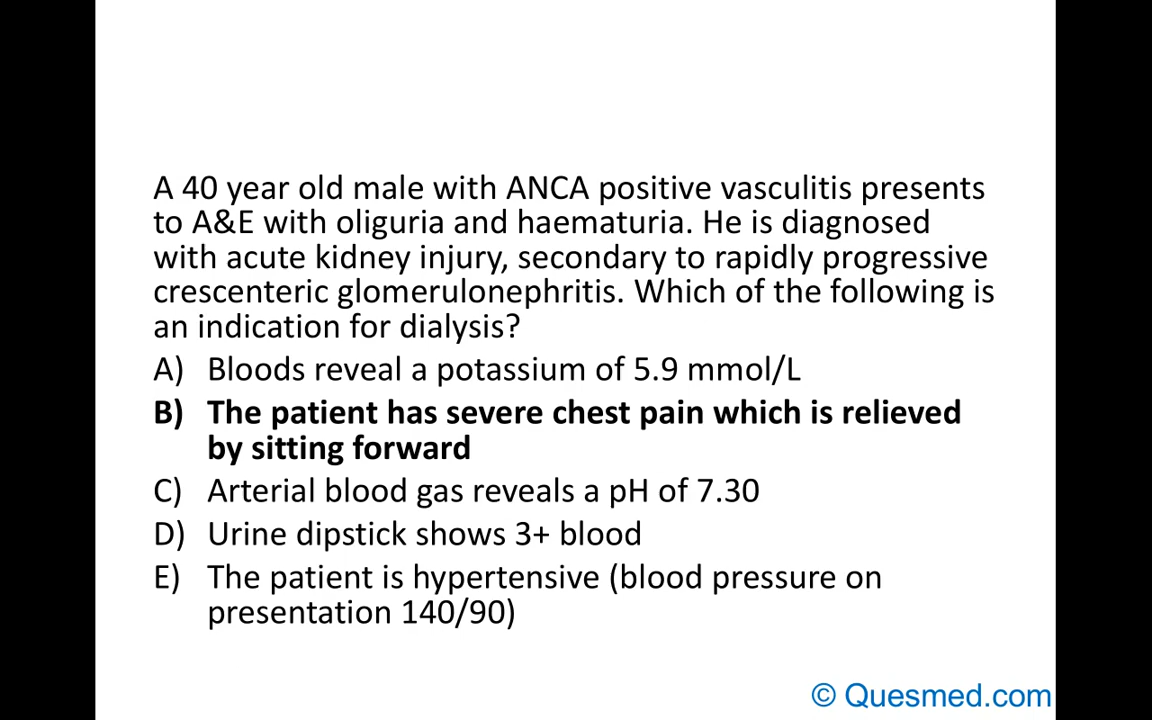 A 40 year old male with ANCA positive vasculitis presents
to A&E with oliguria and haematuria. He is diagnosed
with acute kidney injury, secondary to rapidly progressive
crescenteric glomerulonephritis. Which of the following is
an indication for dialysis?
A) Bloods reveal a potassium of 5.9 mmol/L
B) The patient has severe chest pain which is relieved
by sitting forward
C) Arterial blood gas reveals a pH of 7.30
D) Urine dipstick shows 3+ blood
E) The patient is hypertensive (blood pressure on
presentation 140/90)
© Quesmed.com